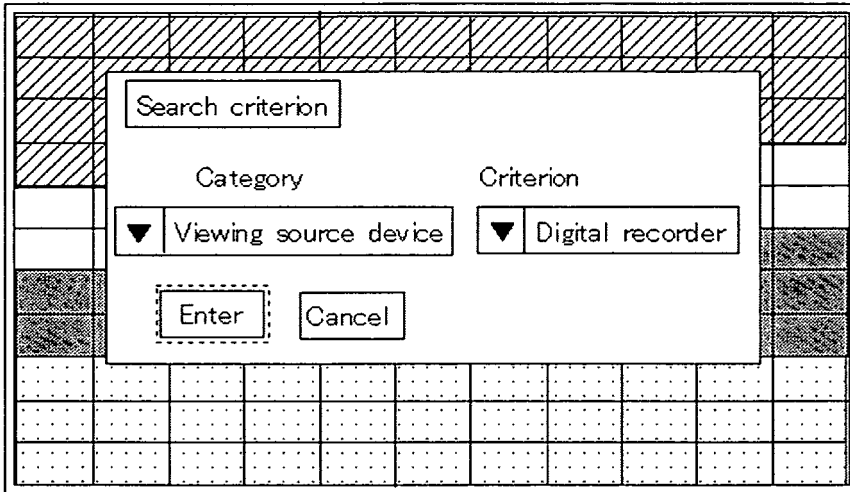 Search criterion
Category Criterion
Viewing source device Digital recorder
Enter Cancel